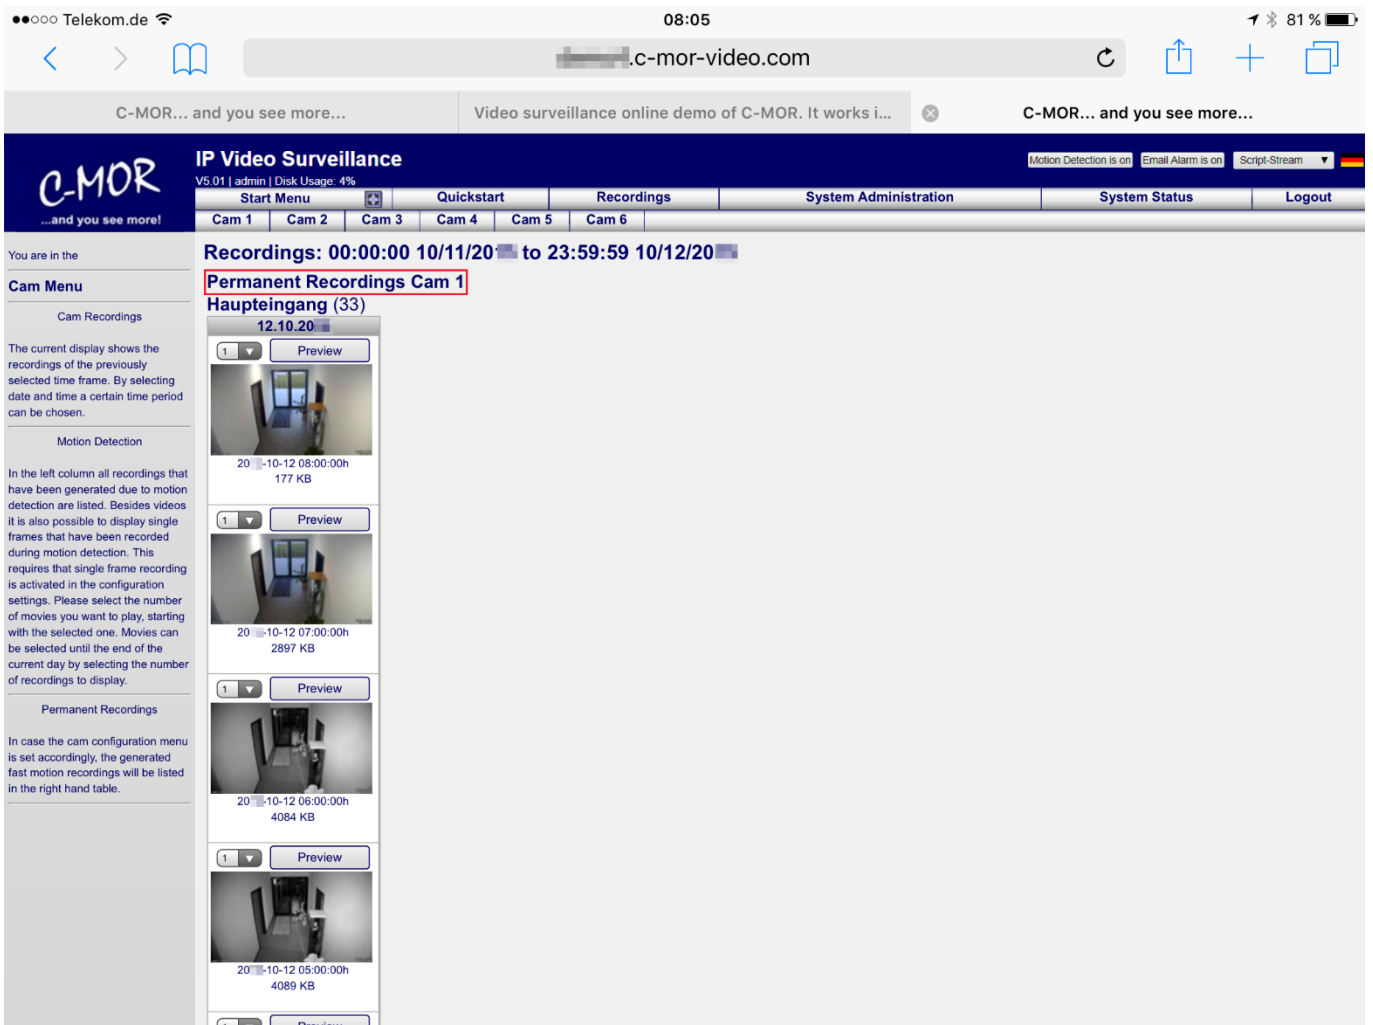 Telekom.de 08:05 81 %
.c-mor-video.com
C-MOR... and you see more... Video surveillance online demo of C-MOR. It works i... C-MOR... and you see more...
C-MOR
...and you see more!
IP Video Surveillance
V5.01 | admin | Disk Usage: 4%
Motion Detection is on Email Alarm is on Script-Stream
Start Menu Quickstart Recordings System Administration System Status Logout
Cam 1 Cam 2 Cam 3 Cam 4 Cam 5 Cam 6
You are in the
Cam Menu
Cam Recordings
The current display shows the
recordings of the previously
selected time frame. By selecting
date and time a certain time period
can be chosen.
Motion Detection
In the left column all recordings that
have been generated due to motion
detection are listed. Besides videos
it is also possible to display single
frames that have been recorded
during motion detection. This
requires that single frame recording
is activated in the configuration
settings. Please select the number
of movies you want to play, starting
with the selected one. Movies can
be selected until the end of the
current day by selecting the number
of recordings to display.
Permanent Recordings
In case the cam configuration menu
is set accordingly, the generated
fast motion recordings will be listed
in the right hand table.
Recordings: 00:00:00 10/11/20 to 23:59:59 10/12/20
Permanent Recordings Cam 1
Haupteingang (33)
12.10.20
1 Preview
20 -10-12 08:00:00h
177 KB
1 Preview
20 -10-12 07:00:00h
2897 KB
1 Preview
20 -10-12 06:00:00h
4084 KB
1 Preview
20 -10-12 05:00:00h
4089 KB
1 Preview